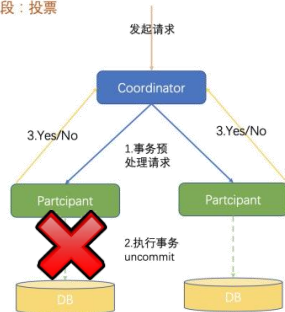 段：投票
发起请求
Coordinator
3.Yes/No
3.Yes/No
1.事务预
处理请求
Partcipant
Partcipant
2.执行事务
uncommit
DB
DB